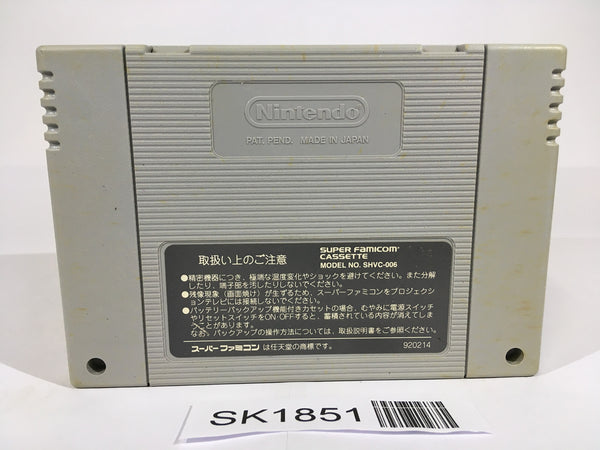 Nintendo
PAT. PEND. MADE IN JAPAN
取扱い上のご注意
SUPER FAMICOM
CASSETTE
MODEL NO. SHVC-006
●精密機器につき、極端な温度変化やショックを避けてください。また分解
したり、端子部を汚したりしないでください。
●残像現象（画面焼け）が生ずるため、スーパーファミコンをプロジェクシ
ョンテレビには接続しないでください。
●バッテリーバックアップ機能付きカセットの場合、むやみに電源スイッチ
やリセットスイッチをON・OFFすると、蓄積されている内容が消えてしま
うことがあります。
なお、バックアップの操作方法については、取扱説明書をご参照ください。
スーパーファミコンは任天堂の商標です。 920214
SK1851